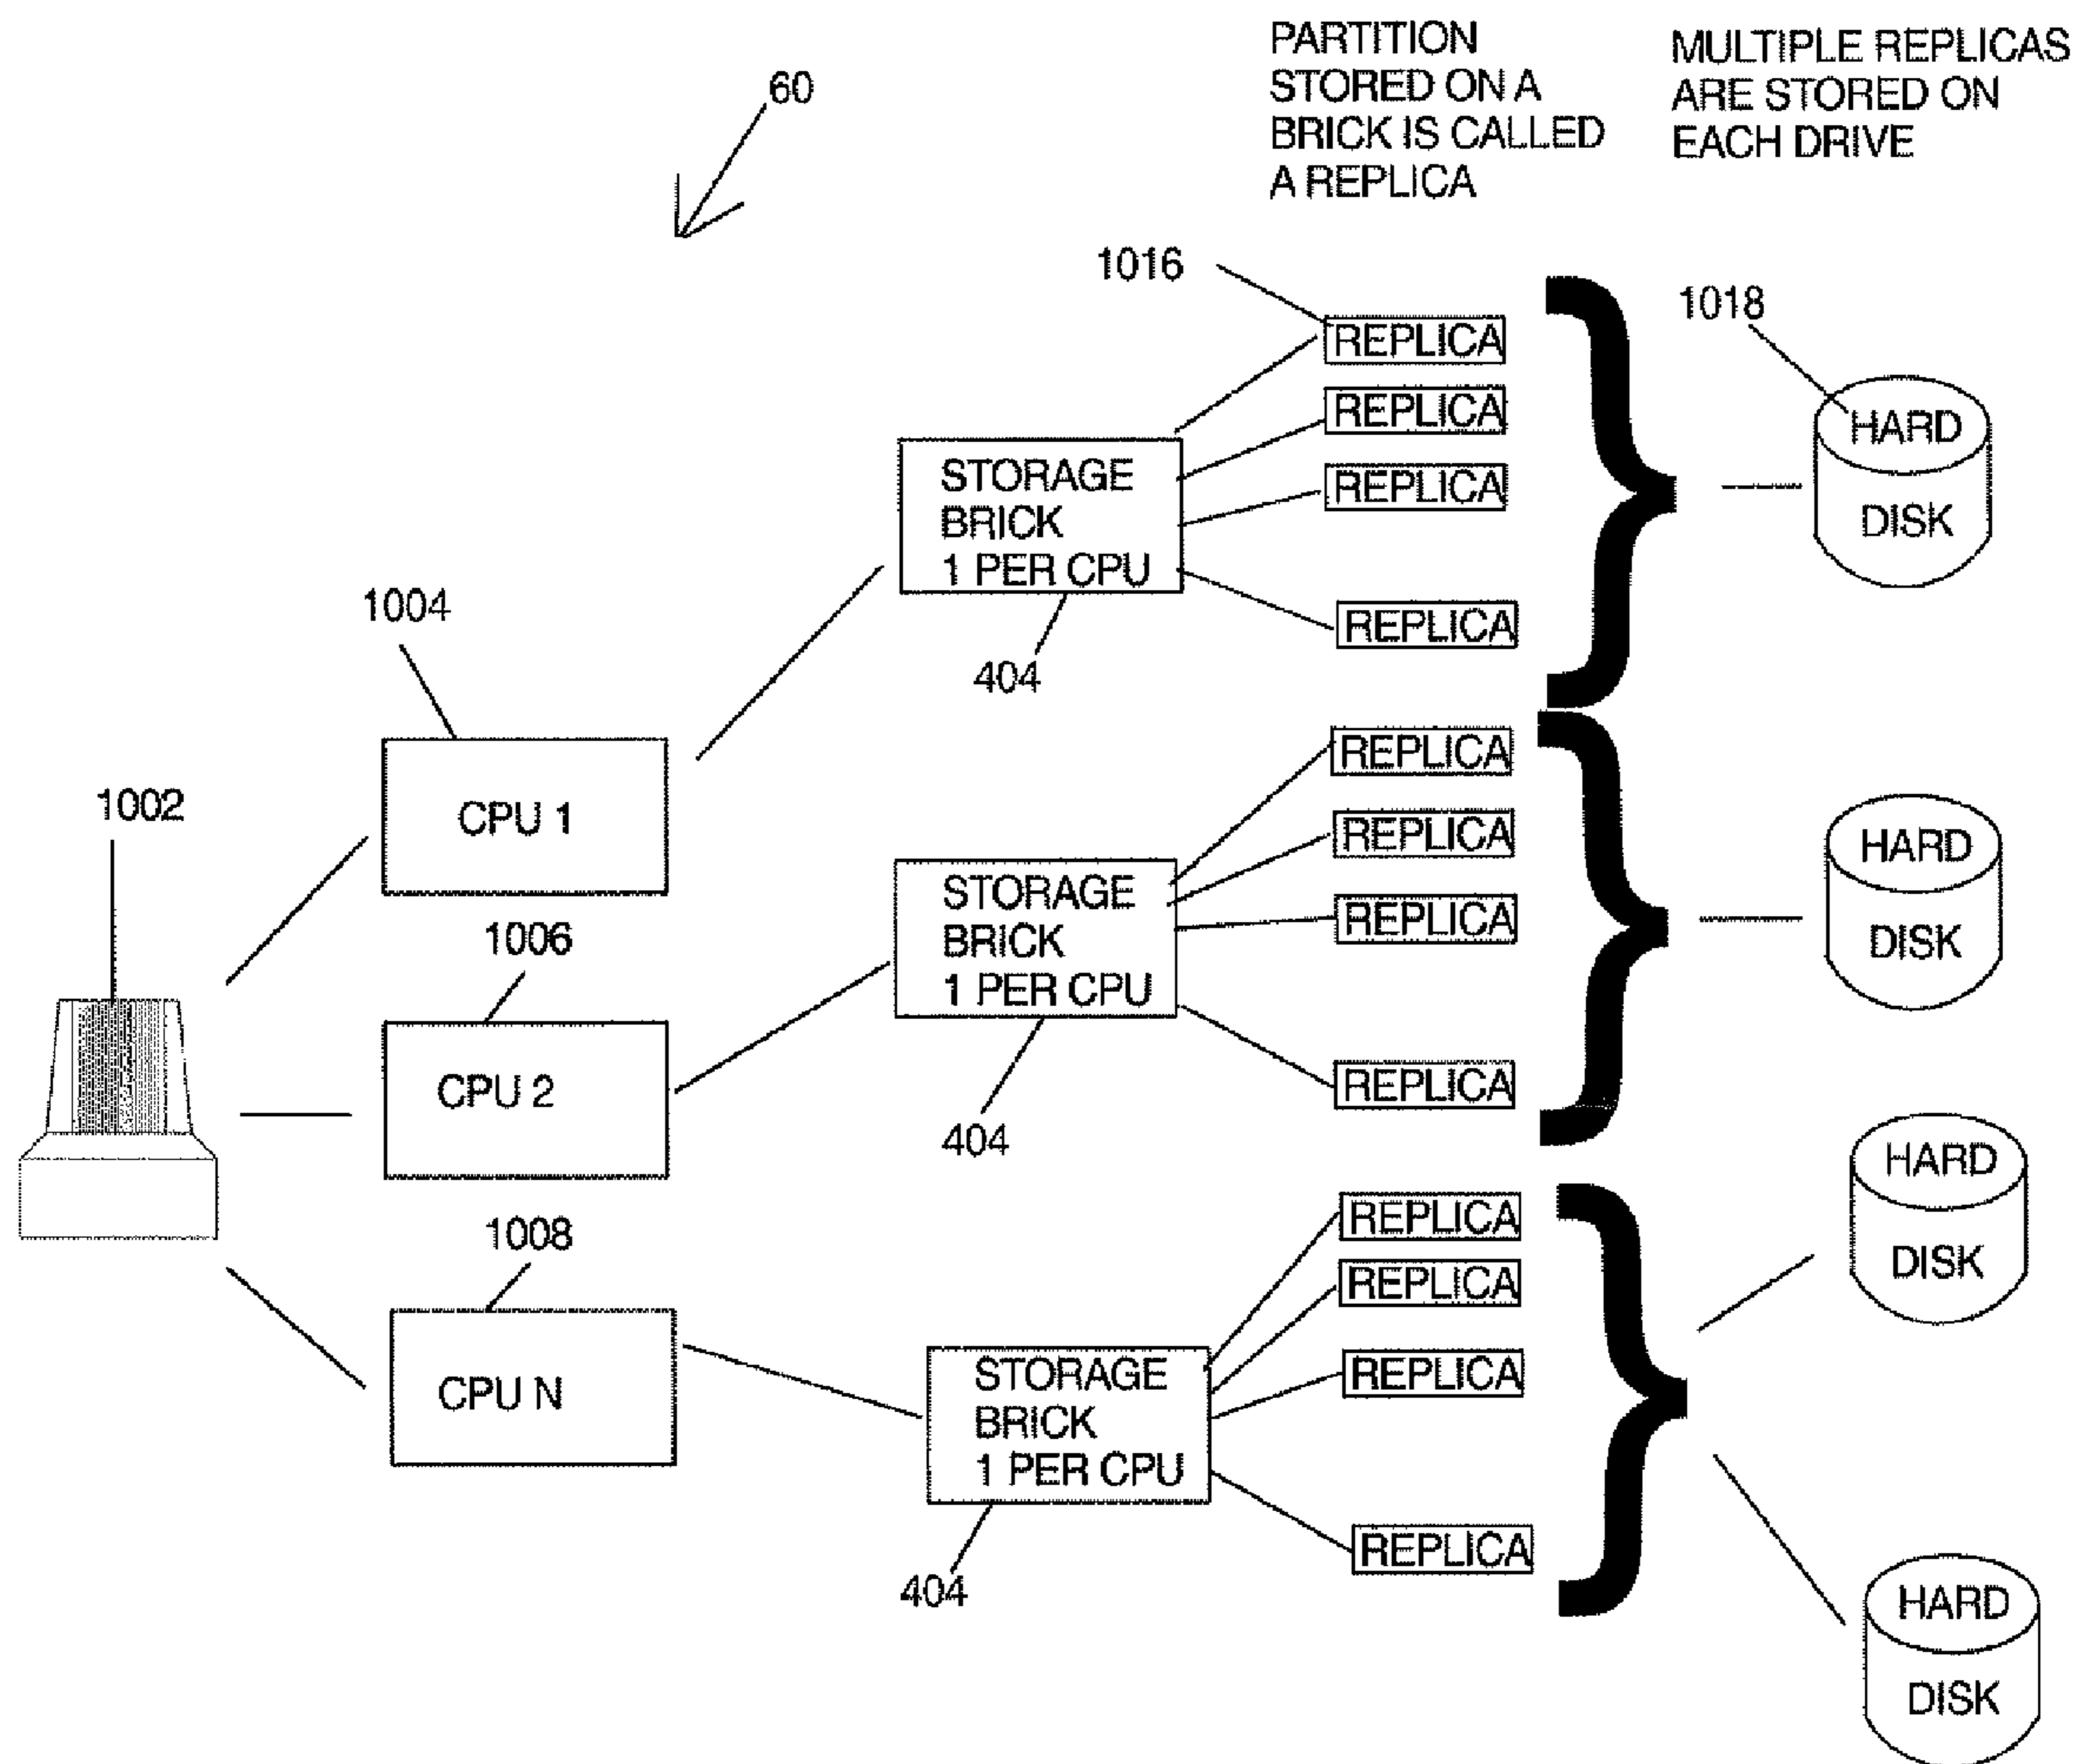 60
PARTITION
STORED ON A
BRICK IS CALLED
A REPLICA
MULTIPLE REPLICAS
ARE STORED ON
EACH DRIVE
1016
1018
REPLICA
REPLICA
REPLICA
REPLICA
HARD
DISK
STORAGE
BRICK
1 PER CPU
404
1004
CPU 1
1002
REPLICA
REPLICA
REPLICA
REPLICA
HARD
DISK
STORAGE
BRICK
1 PER CPU
404
1006
CPU 2
1008
CPU N
STORAGE
BRICK
1 PER CPU
404
REPLICA
REPLICA
REPLICA
REPLICA
HARD
DISK
HARD
DISK